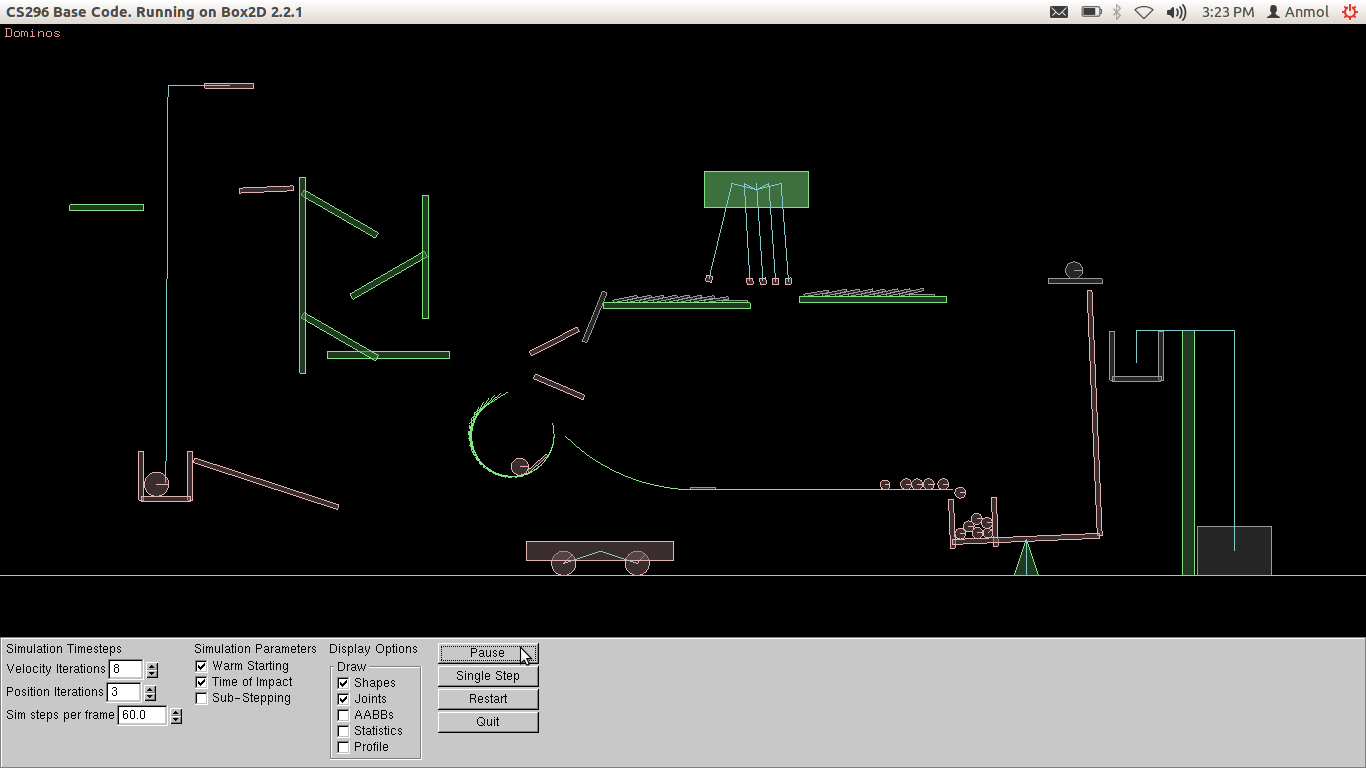 CS296 Base Code. Running on Box2D 2.2.1
3:23 PM Anmol
Dominos
Simulation Timesteps
Velocity Iterations 8
Position Iterations 3
Sim steps per frame 60.0
Simulation Parameters
Warm Starting
Time of Impact
Sub-Stepping
Display Options
Draw
Shapes
Joints
AABBs
Statistics
Profile
Pause
Single Step
Restart
Quit